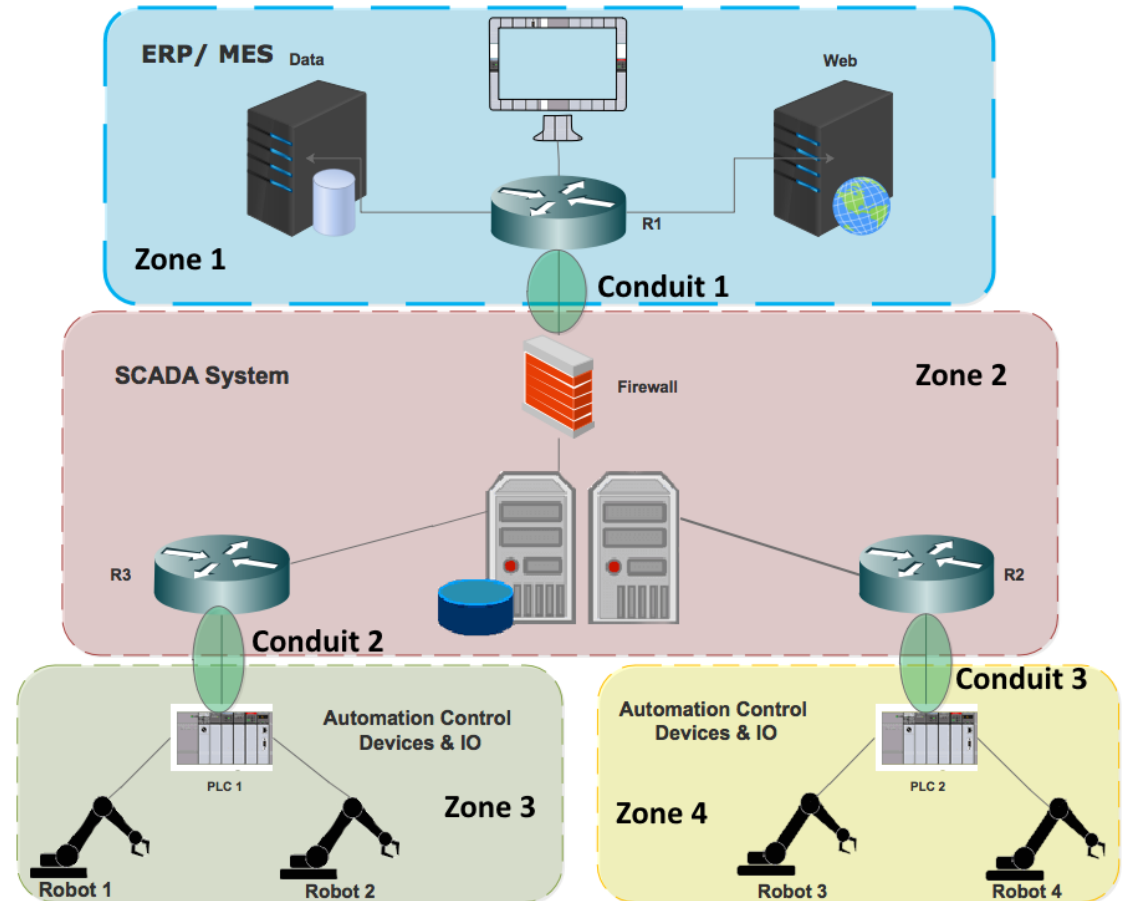 ERP/ MES
Data
Web
R1
Zone 1
Conduit 1
SCADA System
Zone 2
Firewall
R3
R2
Conduit 2
Conduit 3
Automation Control
Devices & IO
PLC 1
Zone 3
Robot 1
Robot 2
Automation Control
Devices & IO
PLC 2
Zone 4
Robot 3
Robot 4